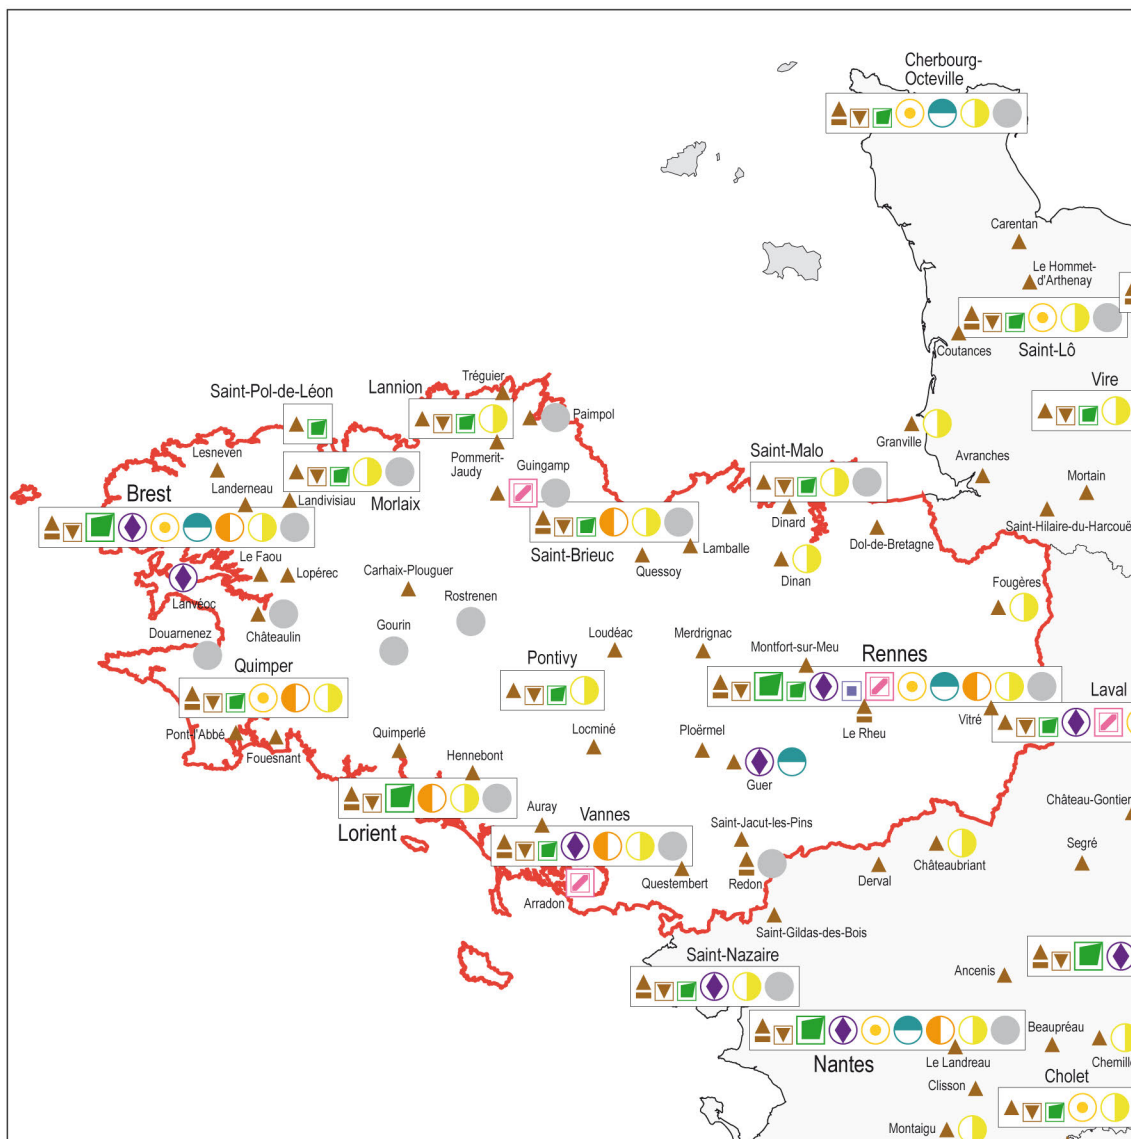 Cherbourg-
Octeville
Carentan
Le Hommet-
d'Arthenay
Coutances
Saint-Lô
Vire
Tréguier
Lannion
Saint-Pol-de-Léon
Paimpol
Granville
Pommerit-
Jaudy
Lesneven
Guingamp
Saint-Malo
Avranches
Mortain
Brest
Landerneau
Landivisiau
Morlaix
Dinard
Saint-Hilaire-du-Harcouë
Saint-Brieuc
Lamballe
Dol-de-Bretagne
Le Faou
Lopérec
Quessoy
Dinan
Carhaix-Plouguer
Fougères
Lanvéoc
Rostrenen
Châteaulin
Gourin
Douarnenez
Loudéac
Merdrignac
Montfort-sur-Meu
Rennes
Quimper
Pontivy
Laval
Pont-l'Abbé
Fouesnant
Quimperlé
Locminé
Ploërmel
Le Rheu
Vitré
Hennebont
Guer
Château-Gontier
Auray
Vannes
Saint-Jacut-les-Pins
Lorient
Segré
Arradon
Questembert
Redon
Derval
Châteaubriant
Saint-Gildas-des-Bois
Saint-Nazaire
Ancenis
Beaupréau
Nantes
Le Landreau
Chemillé
Clisson
Cholet
Montaigu